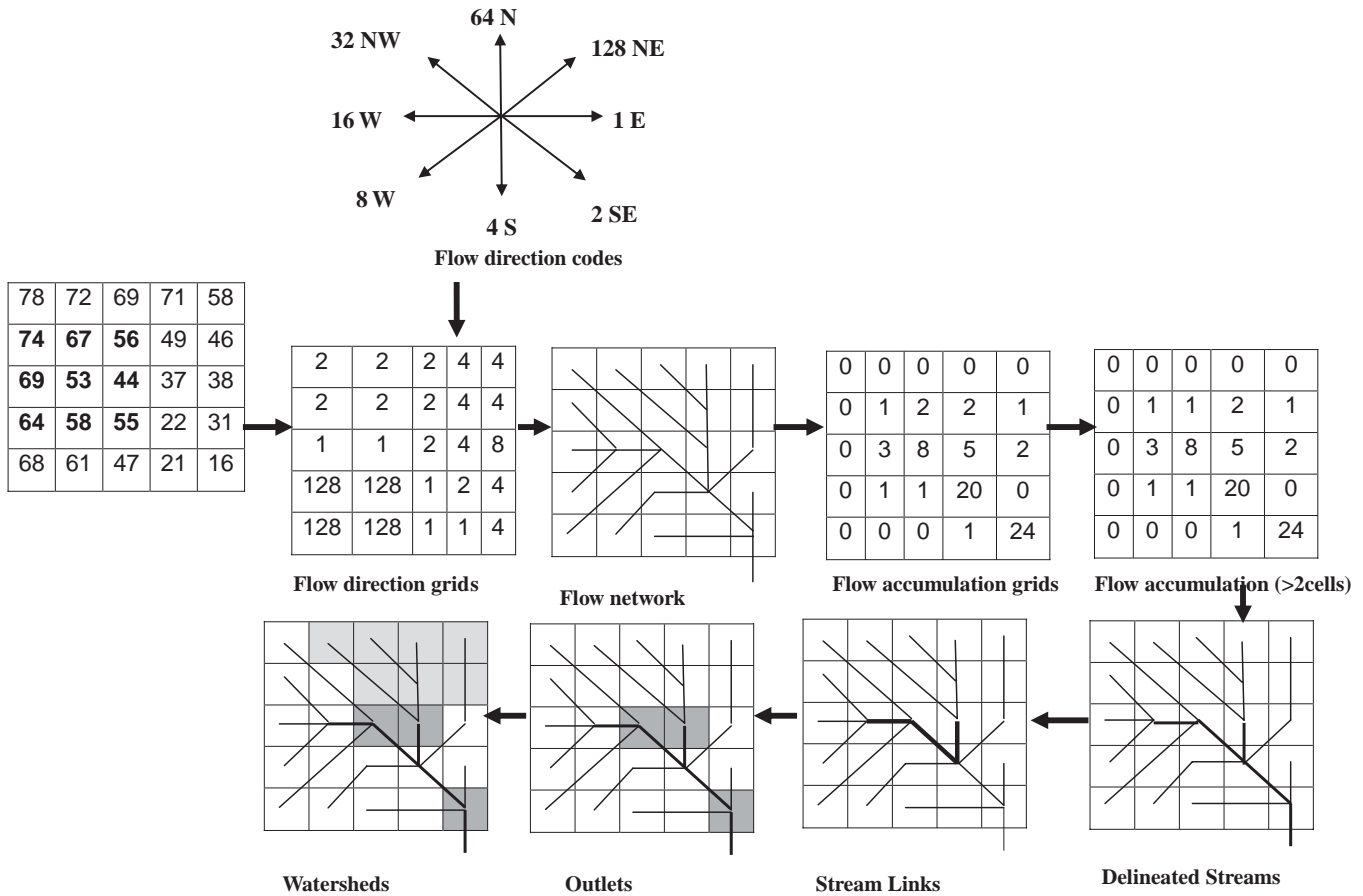 64 N
32 NW
128 NE
16 W
1 E
8 W
2 SE
4 S
Flow direction codes
78 72 69 71 58
74 67 56 49 46
69 53 44 37 38
64 58 55 22 31
68 61 47 21 16
2 2 2 4 4
2 2 2 4 4
1 1 2 4 8
128 128 1 2 4
128 128 1 1 4
0 0 0 0 0
0 1 2 2 1
0 3 8 5 2
0 1 1 20 0
0 0 0 1 24
0 0 0 0 0
0 1 1 2 1
0 3 8 5 2
0 1 1 20 0
0 0 0 1 24
Flow direction grids
Flow network
Flow accumulation grids
Flow accumulation (>2cells)
Watersheds
Outlets
Stream Links
Delineated Streams